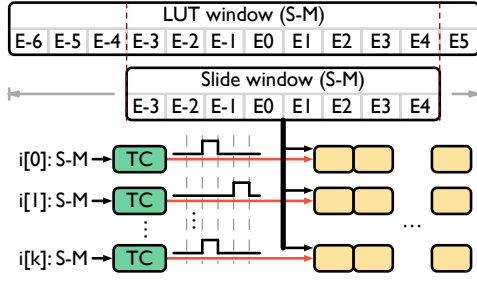 LUT window (S-M)
E-6 E-5 E-4 E-3 E-2 E-1 E0 E1 E2 E3 E4 E5
Slide window (S-M)
E-3 E-2 E-1 E0 E1 E2 E3 E4
i[0]: S-M TC
i[1]: S-M TC
⋮ ⋮ ...
i[k]: S-M TC